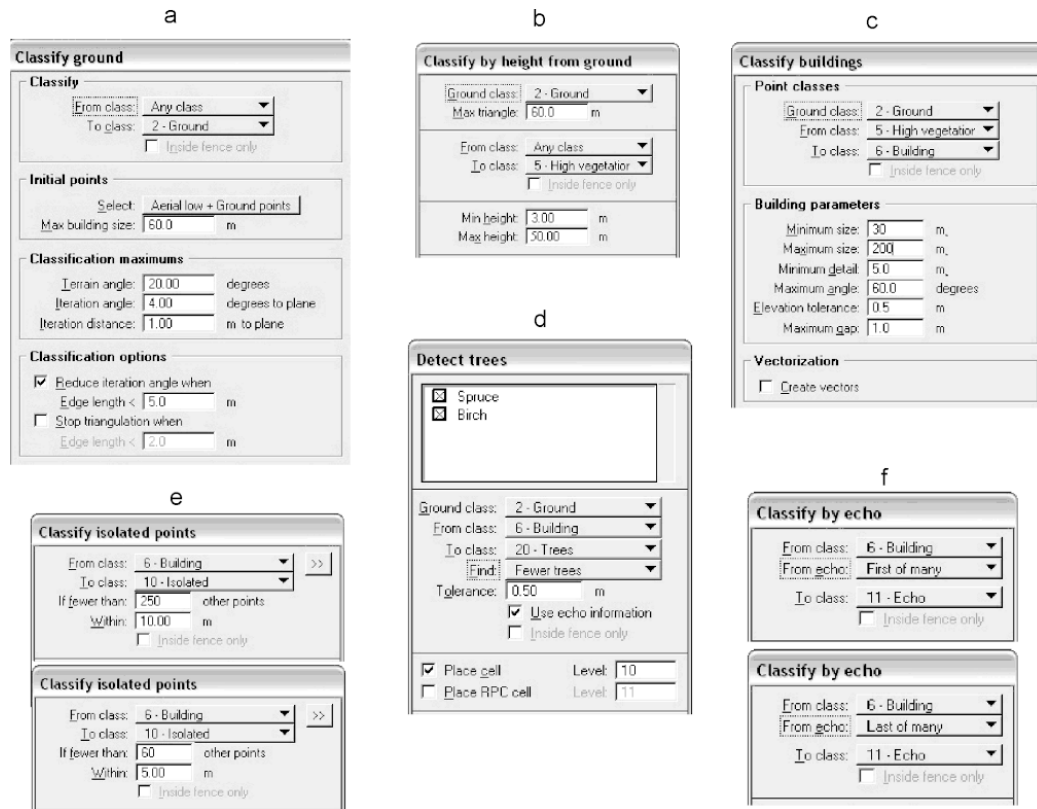 a
Classify ground
Classify
From class: Any class
To class: 2 - Ground
Inside fence only
Initial points
Select: Aerial low + Ground points
Max building size: 60.0 m
Classification maximums
Terrain angle: 20.00 degrees
Iteration angle: 4.00 degrees to plane
Iteration distance: 1.00 m to plane
Classification options
Reduce iteration angle when
Edge length < 5.0 m
Stop triangulation when
Edge length < 2.0 m
b
Classify by height from ground
Ground class: 2 - Ground
Max triangle: 60.0 m
From class: Any class
To class: 5 - High vegetation
Inside fence only
Min height: 3.00 m
Max height: 50.00 m
c
Classify buildings
Point classes
Ground class: 2 - Ground
From class: 5 - High vegetation
To class: 6 - Building
Inside fence only
Building parameters
Minimum size: 30 m
Maximum size: 200 m
Minimum detail: 5.0 m
Maximum angle: 60.0 degrees
Elevation tolerance: 0.5 m
Maximum gap: 1.0 m
Vectorization
Create vectors
d
Detect trees
Spruce
Birch
Ground class: 2 - Ground
From class: 6 - Building
To class: 20 - Trees
Find: Fewer trees
Tolerance: 0.50 m
Use echo information
Inside fence only
Place cell Level: 10
Place RPC cell Level: 11
e
Classify isolated points
From class: 6 - Building >>
To class: 10 - Isolated
If fewer than: 250 other points
Within: 10.00 m
Inside fence only
Classify isolated points
From class: 6 - Building >>
To class: 10 - Isolated
If fewer than: 60 other points
Within: 5.00 m
Inside fence only
f
Classify by echo
From class: 6 - Building
From echo: First of many
To class: 11 - Echo
Inside fence only
Classify by echo
From class: 6 - Building
From echo: Last of many
To class: 11 - Echo
Inside fence only